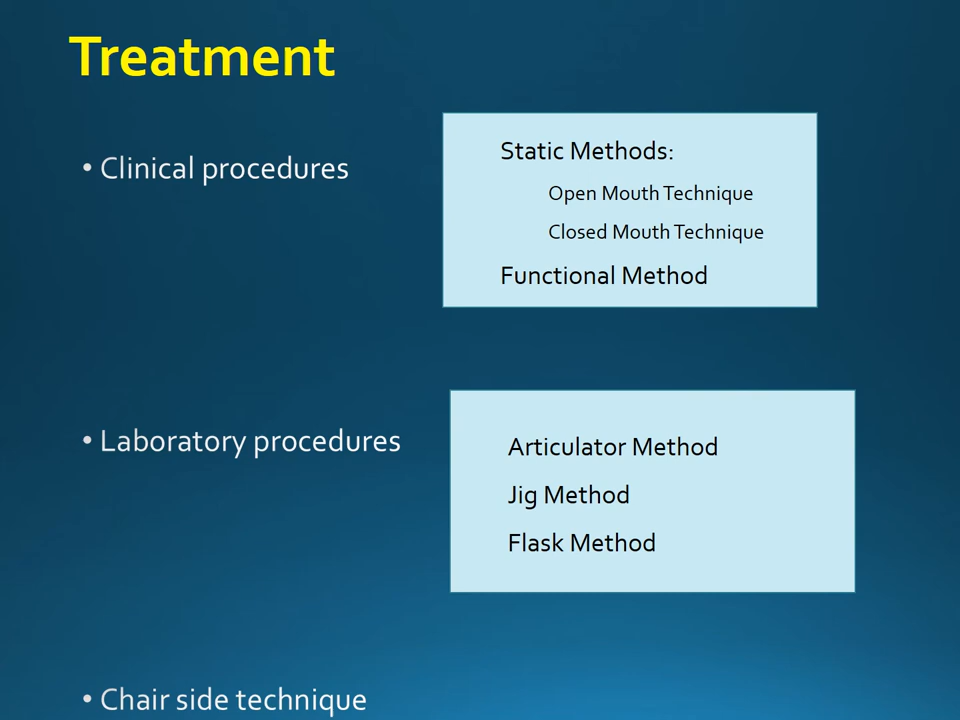 Treatment
• Clinical procedures
Static Methods:
Open Mouth Technique
Closed Mouth Technique
Functional Method
• Laboratory procedures
Articulator Method
Jig Method
Flask Method
• Chair side technique